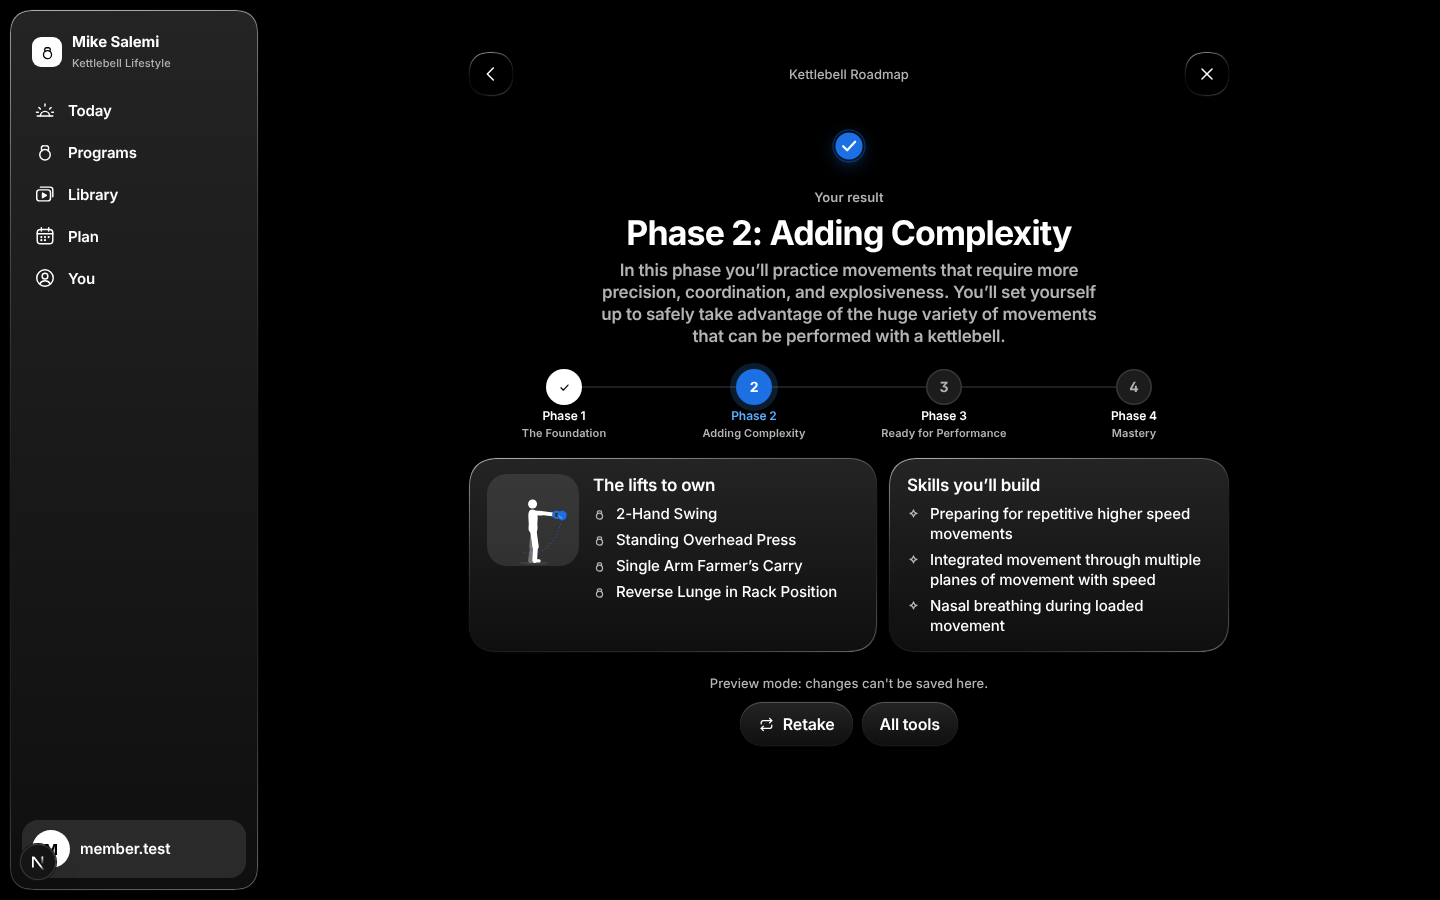 Mike Salemi
Kettlebell Lifestyle
Today
Programs
Library
Plan
You
member.test
Kettlebell Roadmap
Your result
Phase 2: Adding Complexity
In this phase you’ll practice movements that require more
precision, coordination, and explosiveness. You’ll set yourself
up to safely take advantage of the huge variety of movements
that can be performed with a kettlebell.
2
3
4
Phase 1
Phase 2
Phase 3
Phase 4
The Foundation
Adding Complexity
Ready for Performance
Mastery
The lifts to own
2-Hand Swing
Standing Overhead Press
Single Arm Farmer’s Carry
Reverse Lunge in Rack Position
Skills you’ll build
Preparing for repetitive higher speed
movements
Integrated movement through multiple
planes of movement with speed
Nasal breathing during loaded
movement
Preview mode: changes can't be saved here.
Retake
All tools